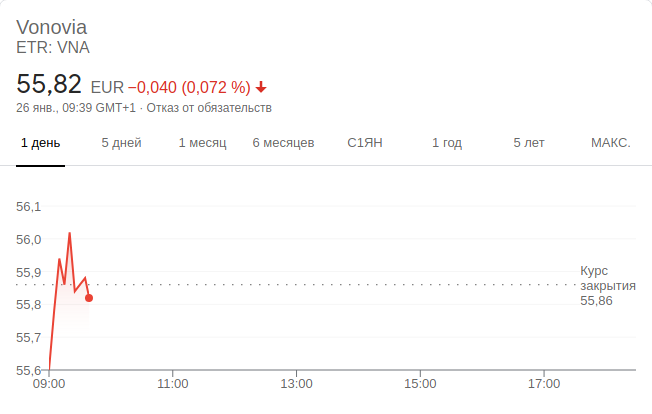 Vonovia
ETR: VNA
55,82 EUR −0,040 (0,072 %)
26 янв., 09:39 GMT+1 · Отказ от обязательств
1 день 5 дней 1 месяц 6 месяцев С1ЯН 1 год 5 лет МАКС.
56,1
56,0
55,9
55,8
55,7
55,6
Курс
закрытия
55,86
09:00 11:00 13:00 15:00 17:00